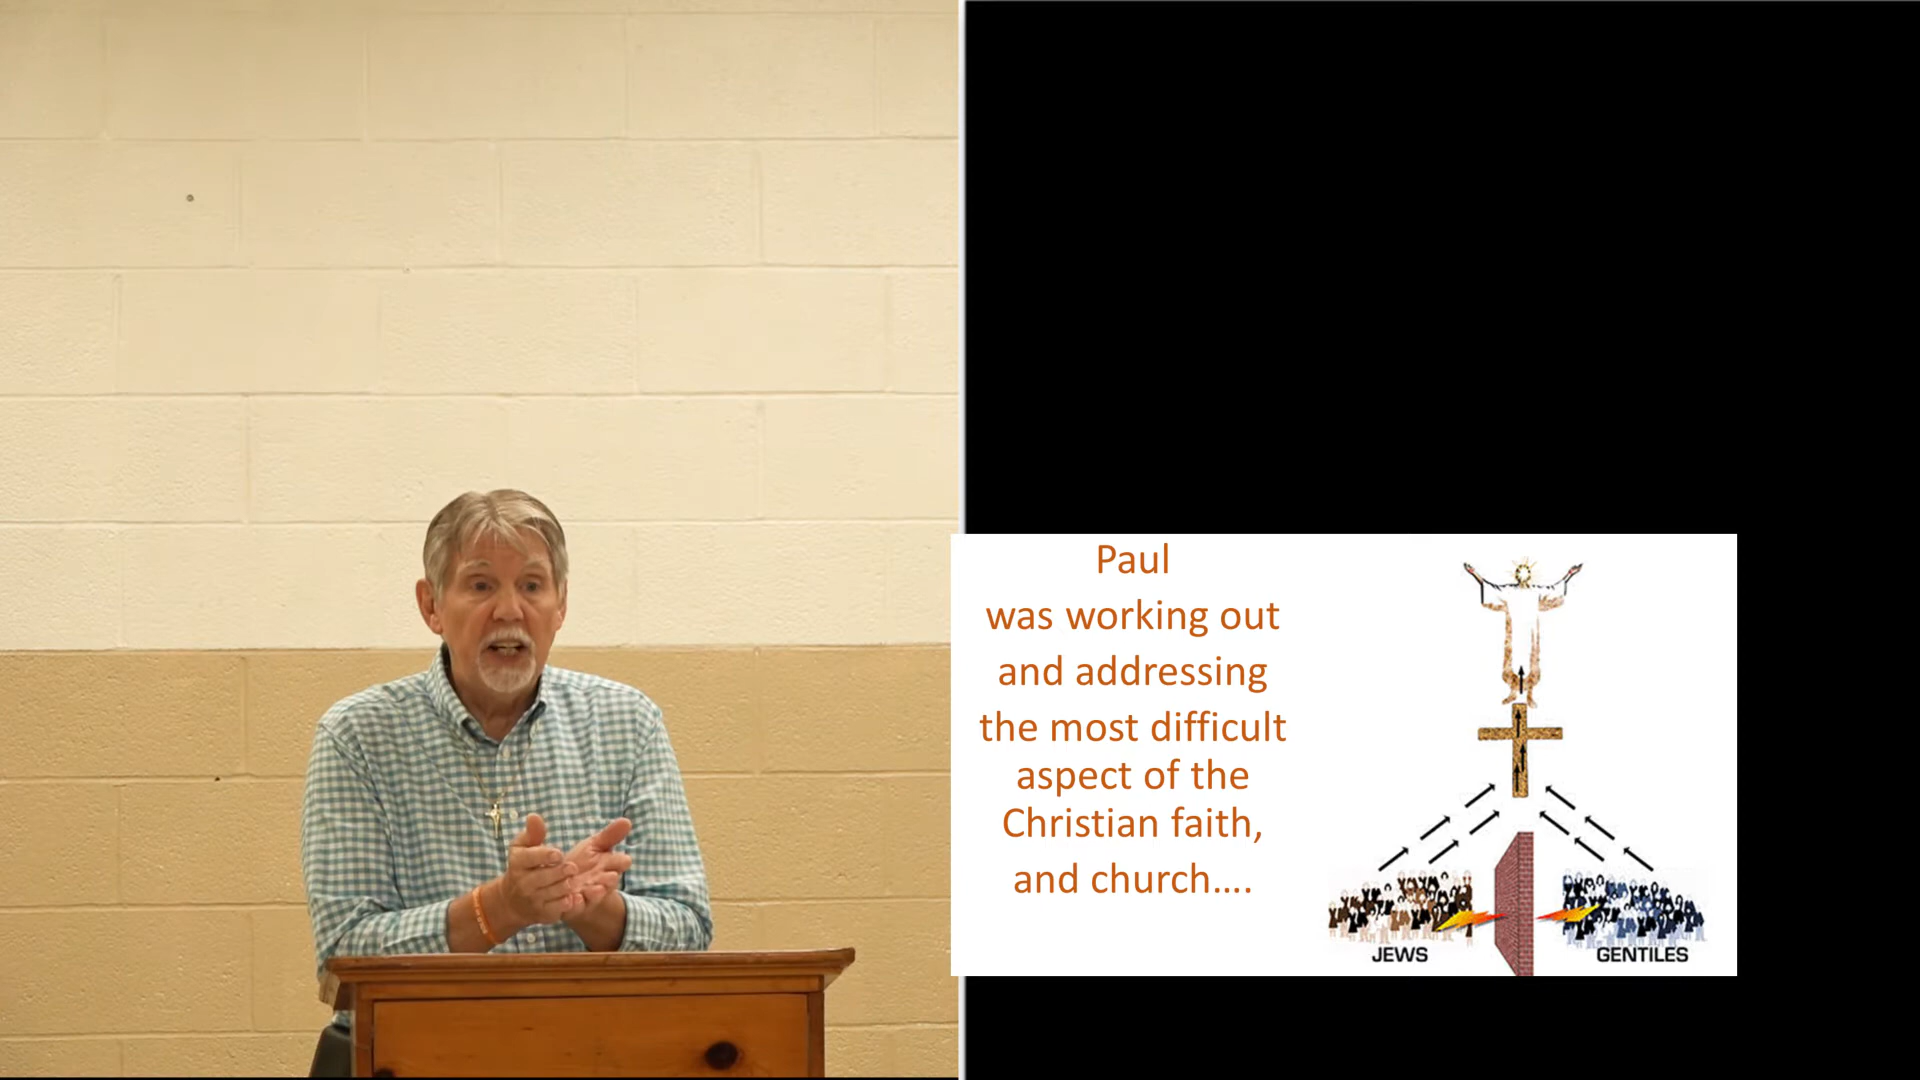 Paul
was working out
and addressing
the most difficult
aspect of the
Christian faith,
and church....
JEWS
GENTILES